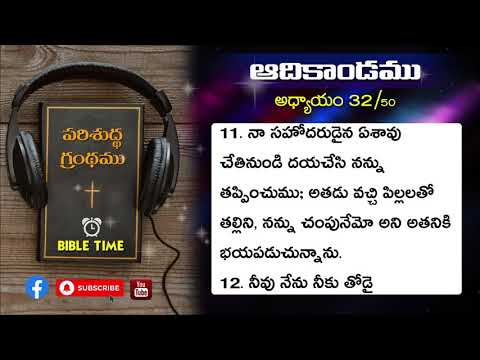 పరిశుద్ధ
గ్రంథము
BIBLE TIME
SUBSCRIBE
You
Tube
ఆదికాండము
అధ్యాయం 32/50
11. నా సహోదరుడైన ఏశావు
చేతినుండి దయచేసి నన్ను
తప్పించుము; అతడు వచ్చి పిల్లలతో
తల్లిని, నన్ను చంపునేమో అని అతనికి
భయపడుచున్నాను.
12. నీవు నేను నీకు తోడై